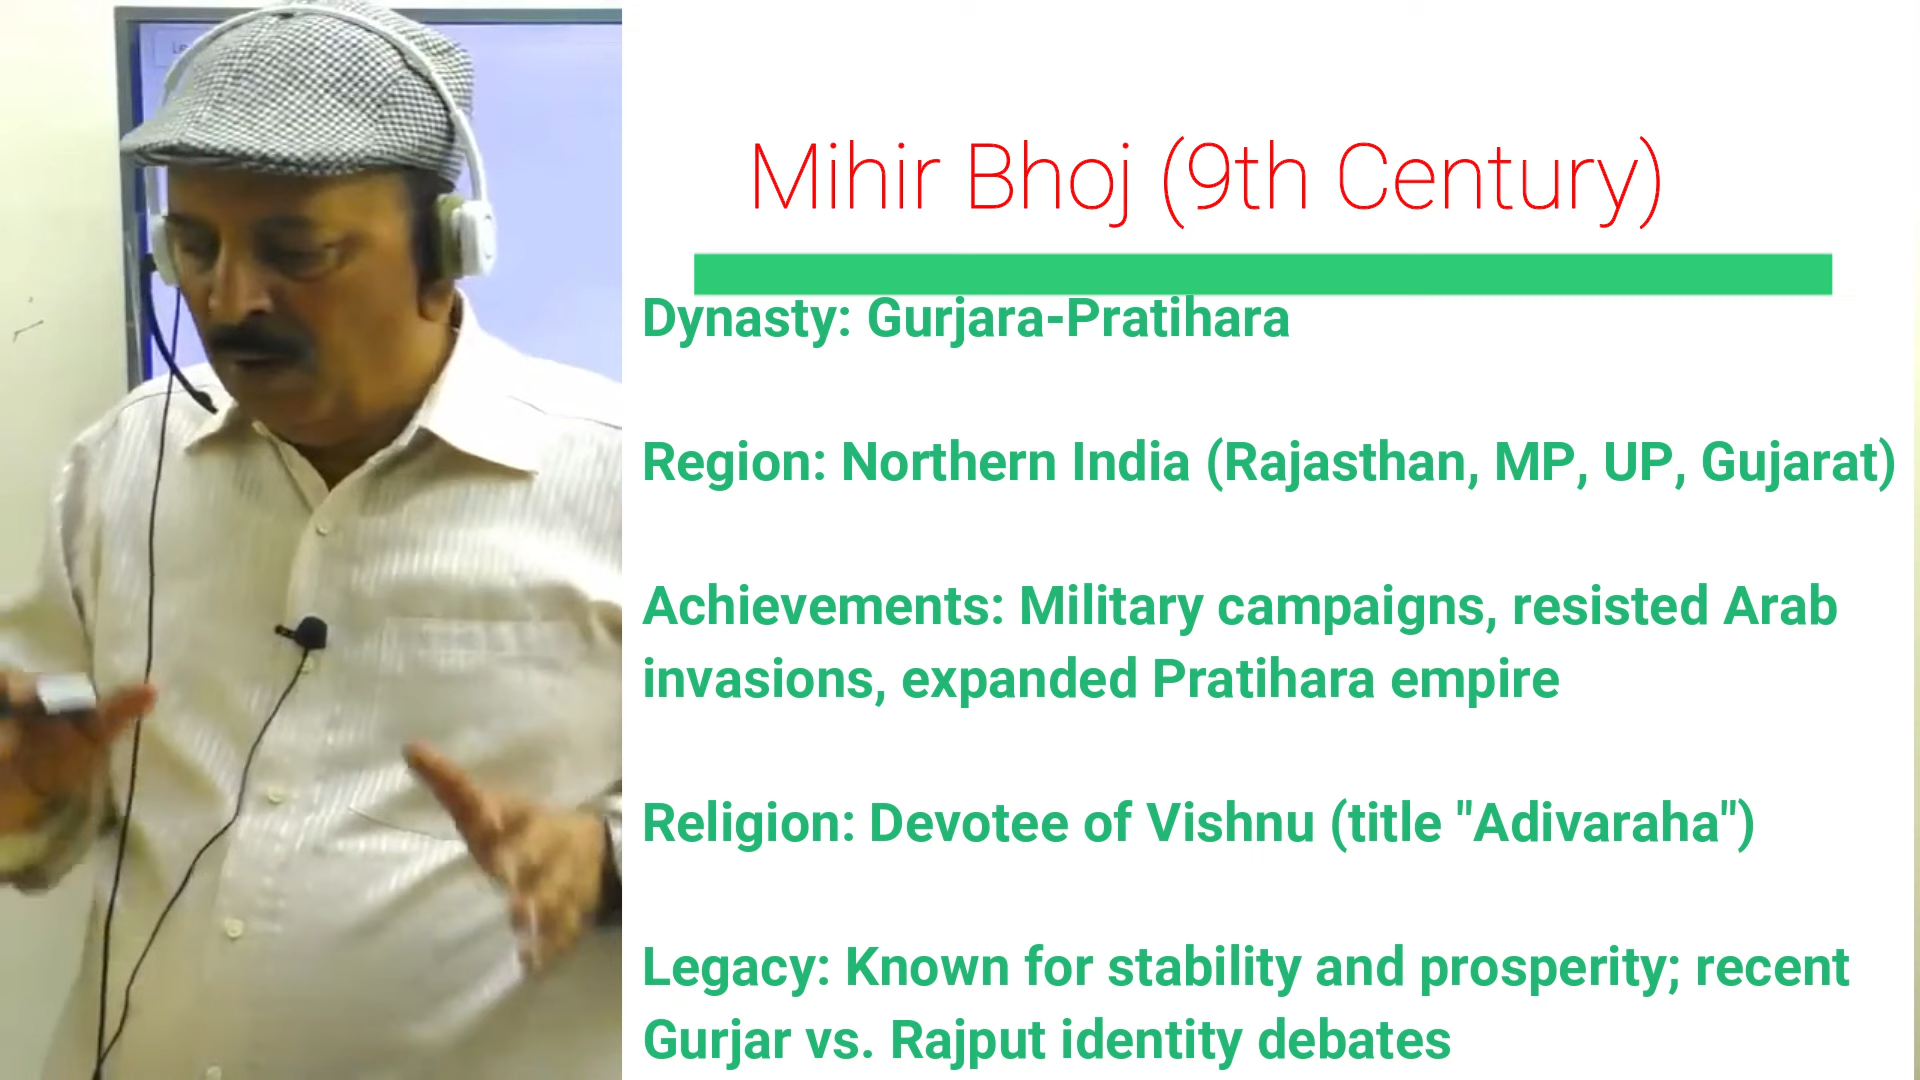 Mihir Bhoj (9th Century)
Dynasty: Gurjara-Pratihara
Region: Northern India (Rajasthan, MP, UP, Gujarat)
Achievements: Military campaigns, resisted Arab
invasions, expanded Pratihara empire
Religion: Devotee of Vishnu (title "Adivaraha")
Legacy: Known for stability and prosperity; recent
Gurjar vs. Rajput identity debates